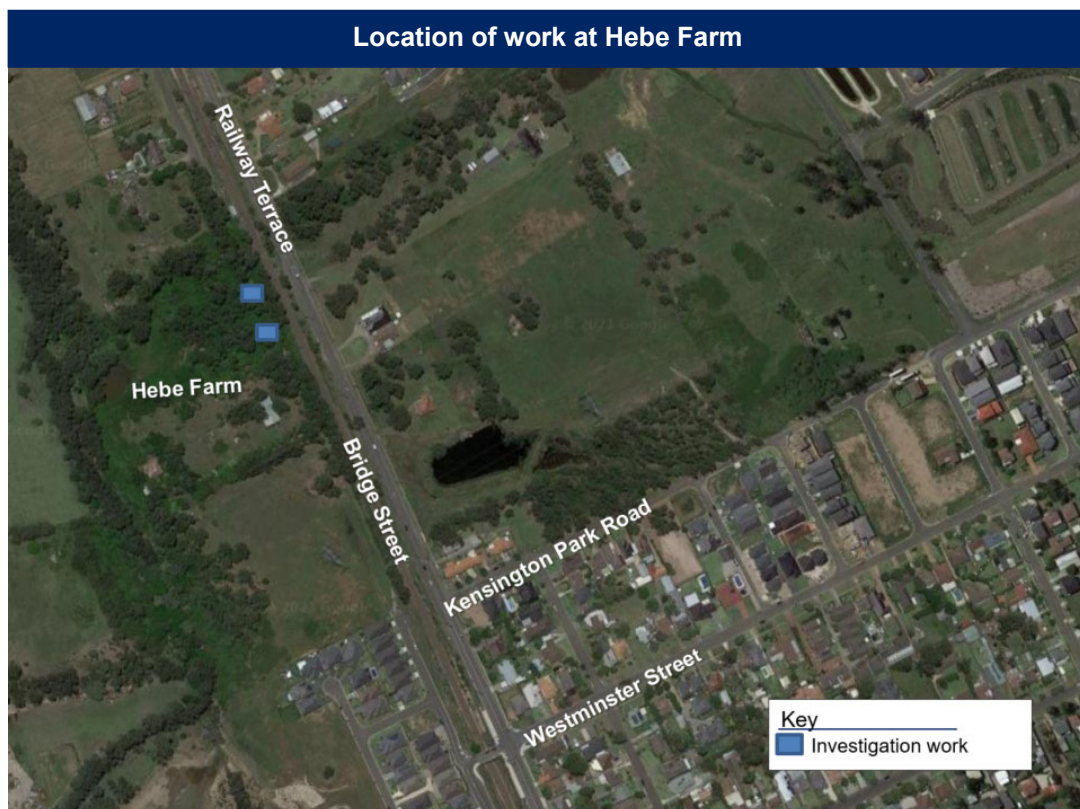 Location of work at Hebe Farm
Railway Terrace
Hebe Farm
Bridge Street
Kensington Park Road
Westminster Street
Key
Investigation work